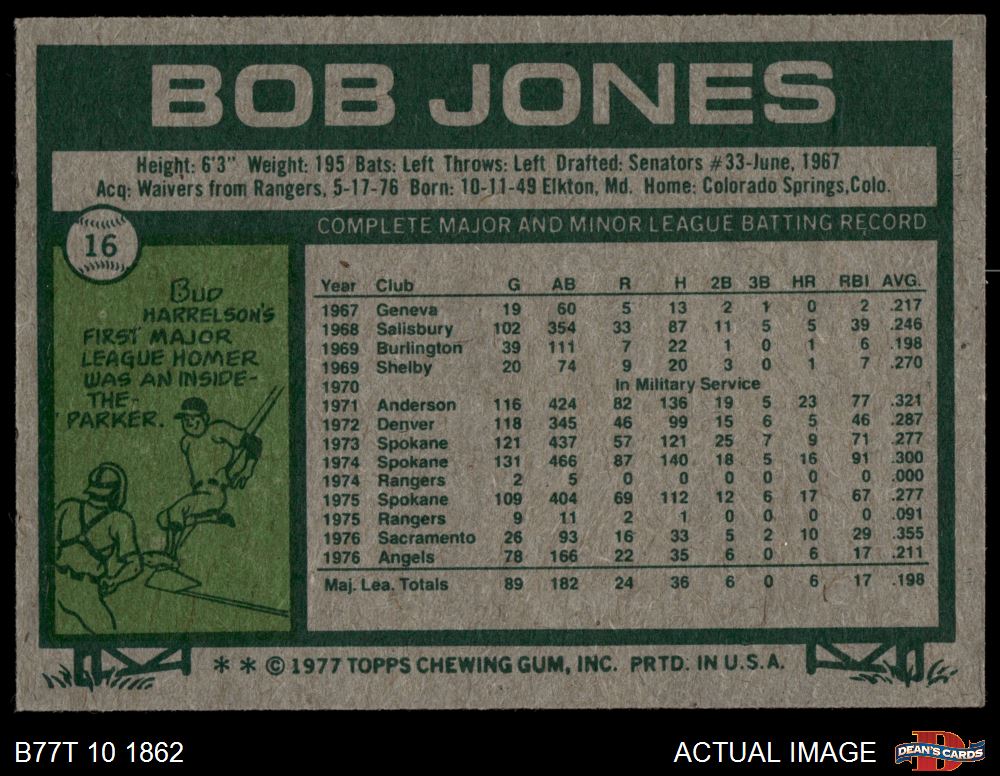 BOB JONES
Height: 6'3" Weight: 195 Bats: Left Throws: Left Drafted: Senators #33-June, 1967
Acq: Waivers from Rangers, 5-17-76 Born: 10-11-49 Elkton, Md. Home: Colorado Springs, Colo.
16
COMPLETE MAJOR AND MINOR LEAGUE BATTING RECORD
BUD
HARRELSON'S
FIRST MAJOR
LEAGUE HOMER
WAS AN INSIDE-
THE-
PARKER.
Year Club G AB R H 2B 3B HR RBI AVG.
1967 Geneva 19 60 5 13 2 1 0 2 .217
1968 Salisbury 102 354 33 87 11 5 5 39 .246
1969 Burlington 39 111 7 22 1 0 1 6 .198
1969 Shelby 20 74 9 20 3 0 1 7 .270
1970 In Military Service
1971 Anderson 116 424 82 136 19 5 23 77 .321
1972 Denver 118 345 46 99 15 6 5 46 .287
1973 Spokane 121 437 57 121 25 7 9 71 .277
1974 Spokane 131 466 87 140 18 5 16 91 .300
1974 Rangers 2 5 0 0 0 0 0 0 .000
1975 Spokane 109 404 69 112 12 6 17 67 .277
1975 Rangers 9 11 2 1 0 0 0 0 .091
1976 Sacramento 26 93 16 33 5 2 10 29 .355
1976 Angels 78 166 22 35 6 0 6 17 .211
Maj. Lea. Totals 89 182 24 36 6 0 6 17 .198
* * © 1977 TOPPS CHEWING GUM, INC. PRTD. IN U.S.A.
B77T 10 1862
ACTUAL IMAGE
DEAN'S CARDS